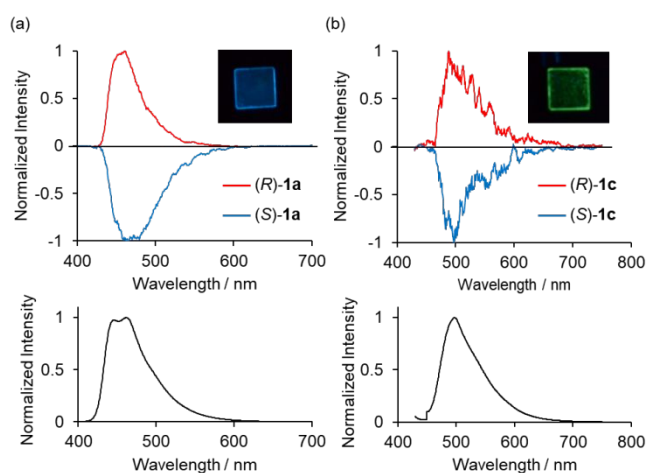 (a)
Normalized Intensity
1
0.5
0
-0.5
-1
400
500
600
700
Wavelength / nm
(R)-1a
(S)-1a
(b)
Normalized Intensity
1
0.5
0
-0.5
-1
400
500
600
700
800
Wavelength / nm
(R)-1c
(S)-1c
Normalized Intensity
1
0.5
0
400
500
600
700
Wavelength / nm
Normalized Intensity
1
0.5
0
400
500
600
700
800
Wavelength / nm